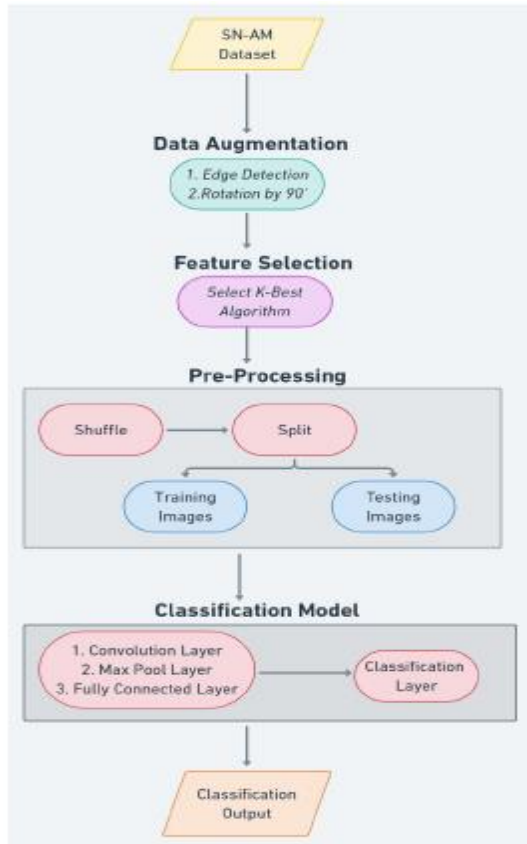 SN-AM
Dataset
Data Augmentation
1. Edge Detection
2.Rotation by 90'
Feature Selection
Select K-Best
Algorithm
Pre-Processing
Shuffle
Split
Training
Images
Testing
Images
Classification Model
1. Convolution Layer
2. Max Pool Layer
3. Fully Connected Layer
Classification
Layer
Classification
Output